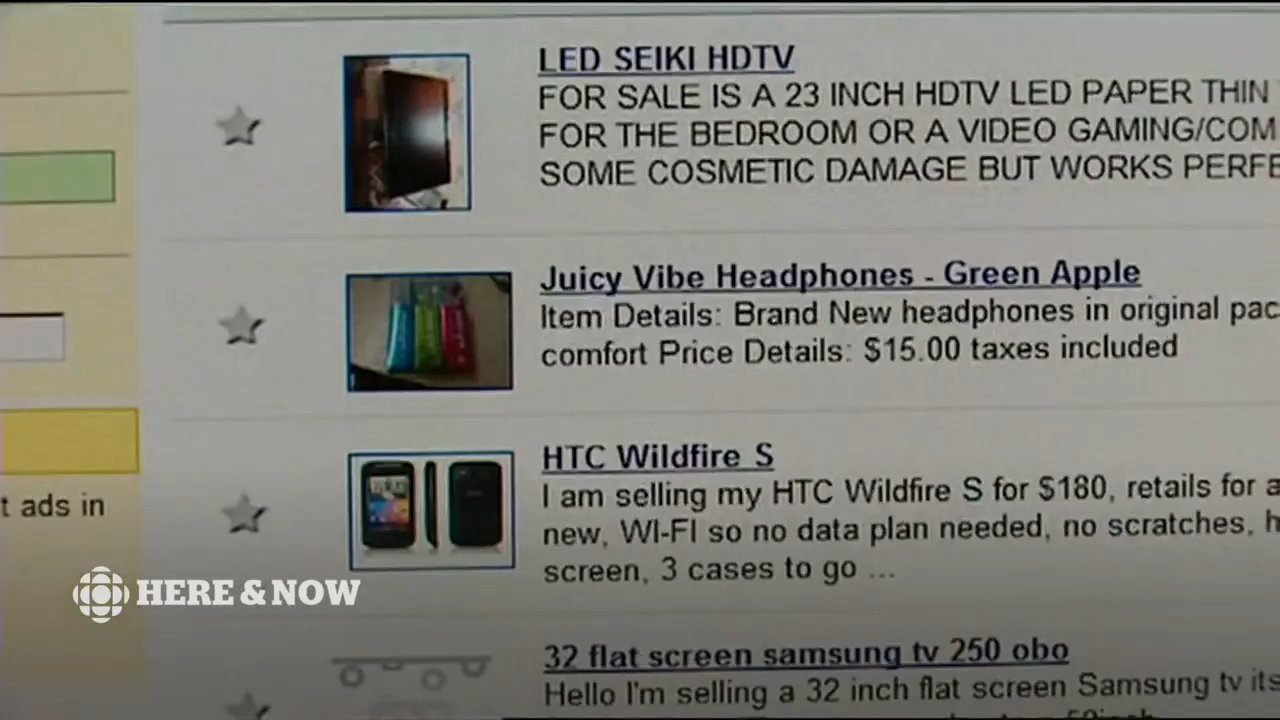 LED SEIKI HDTV
FOR SALE IS A 23 INCH HDTV LED PAPER THIN
FOR THE BEDROOM OR A VIDEO GAMING/COM
SOME COSMETIC DAMAGE BUT WORKS PERFE
Juicy Vibe Headphones - Green Apple
Item Details: Brand New headphones in original pac
comfort Price Details: $15.00 taxes included
HTC Wildfire S
I am selling my HTC Wildfire S for $180, retails for a
new, WI-FI so no data plan needed, no scratches, h
screen, 3 cases to go ...
t ads in
HERE & NOW
32 flat screen samsung tv 250 obo
Hello I'm selling a 32 inch flat screen Samsung tv its